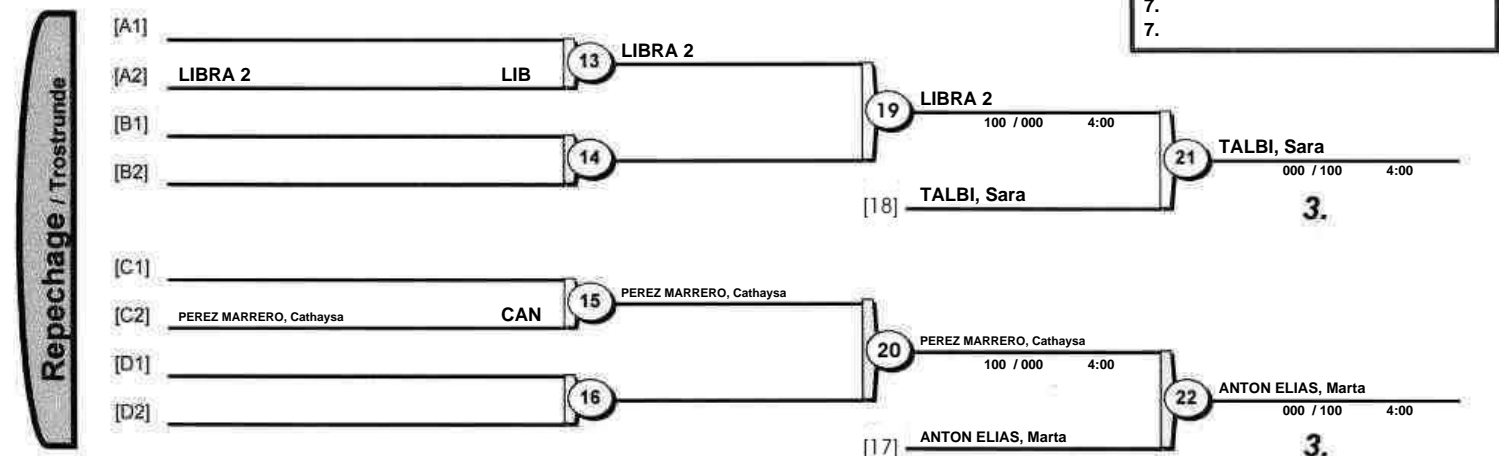 7.
7.
Repechage / Trostrunde
[A1]
[A2] LIBRA 2 LIB
[B1]
[B2]
13 LIBRA 2
14
19 LIBRA 2
100 / 000 4:00
[18] TALBI, Sara
21 TALBI, Sara
000 / 100 4:00
3.
[C1]
[C2] PEREZ MARRERO, Cathaysa CAN
[D1]
[D2]
15 PEREZ MARRERO, Cathaysa
16
20 PEREZ MARRERO, Cathaysa
100 / 000 4:00
[17] ANTON ELIAS, Marta
22 ANTON ELIAS, Marta
000 / 100 4:00
3.